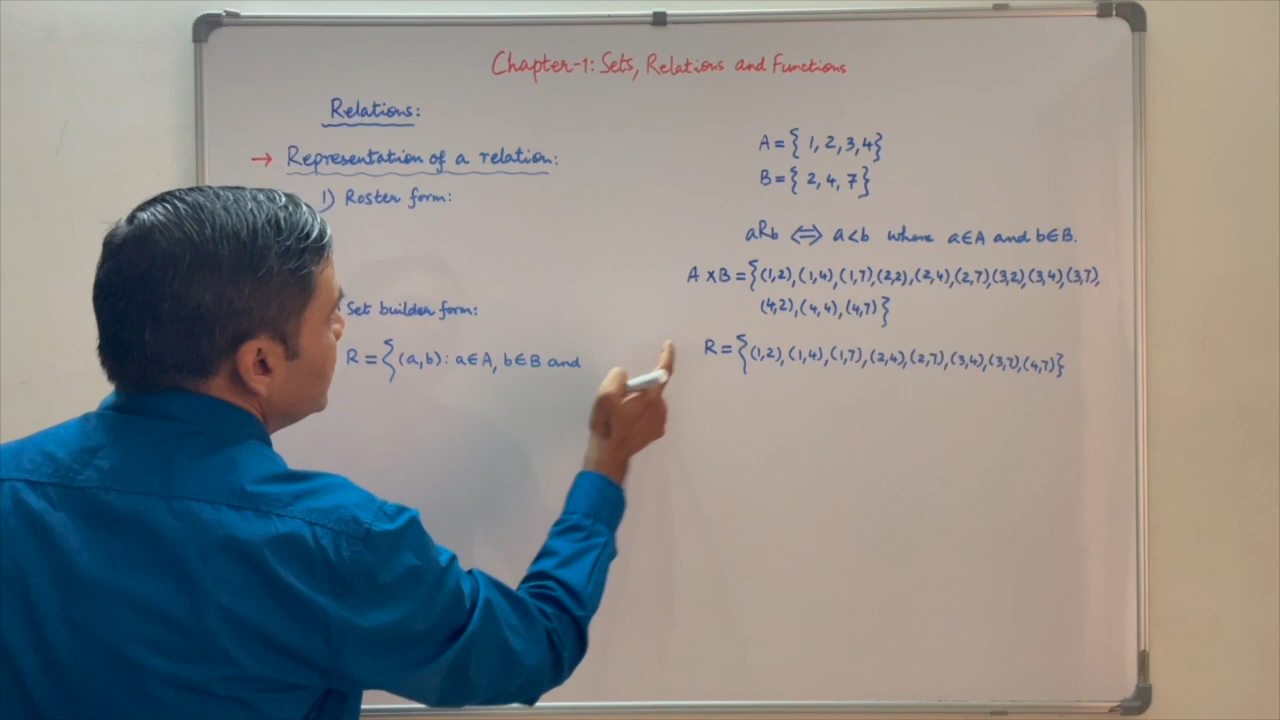 Chapter-1: Sets, Relations and Functions
Relations:
→ Representation of a relation:
1) Roster form:
Set builder form:
R = {(a,b): a∈A, b∈B and
A = { 1, 2, 3, 4}
B = { 2, 4, 7}
aRb ⇔ a<b where a∈A and b∈B.
A × B = {(1,2), (1,4), (1,7), (2,2), (2,4), (2,7) (3,2) (3,4) (3,7),
(4,2), (4,4), (4,7)}
R = {(1,2), (1,4), (1,7), (2,4), (2,7), (3,4), (3,7), (4,7)}